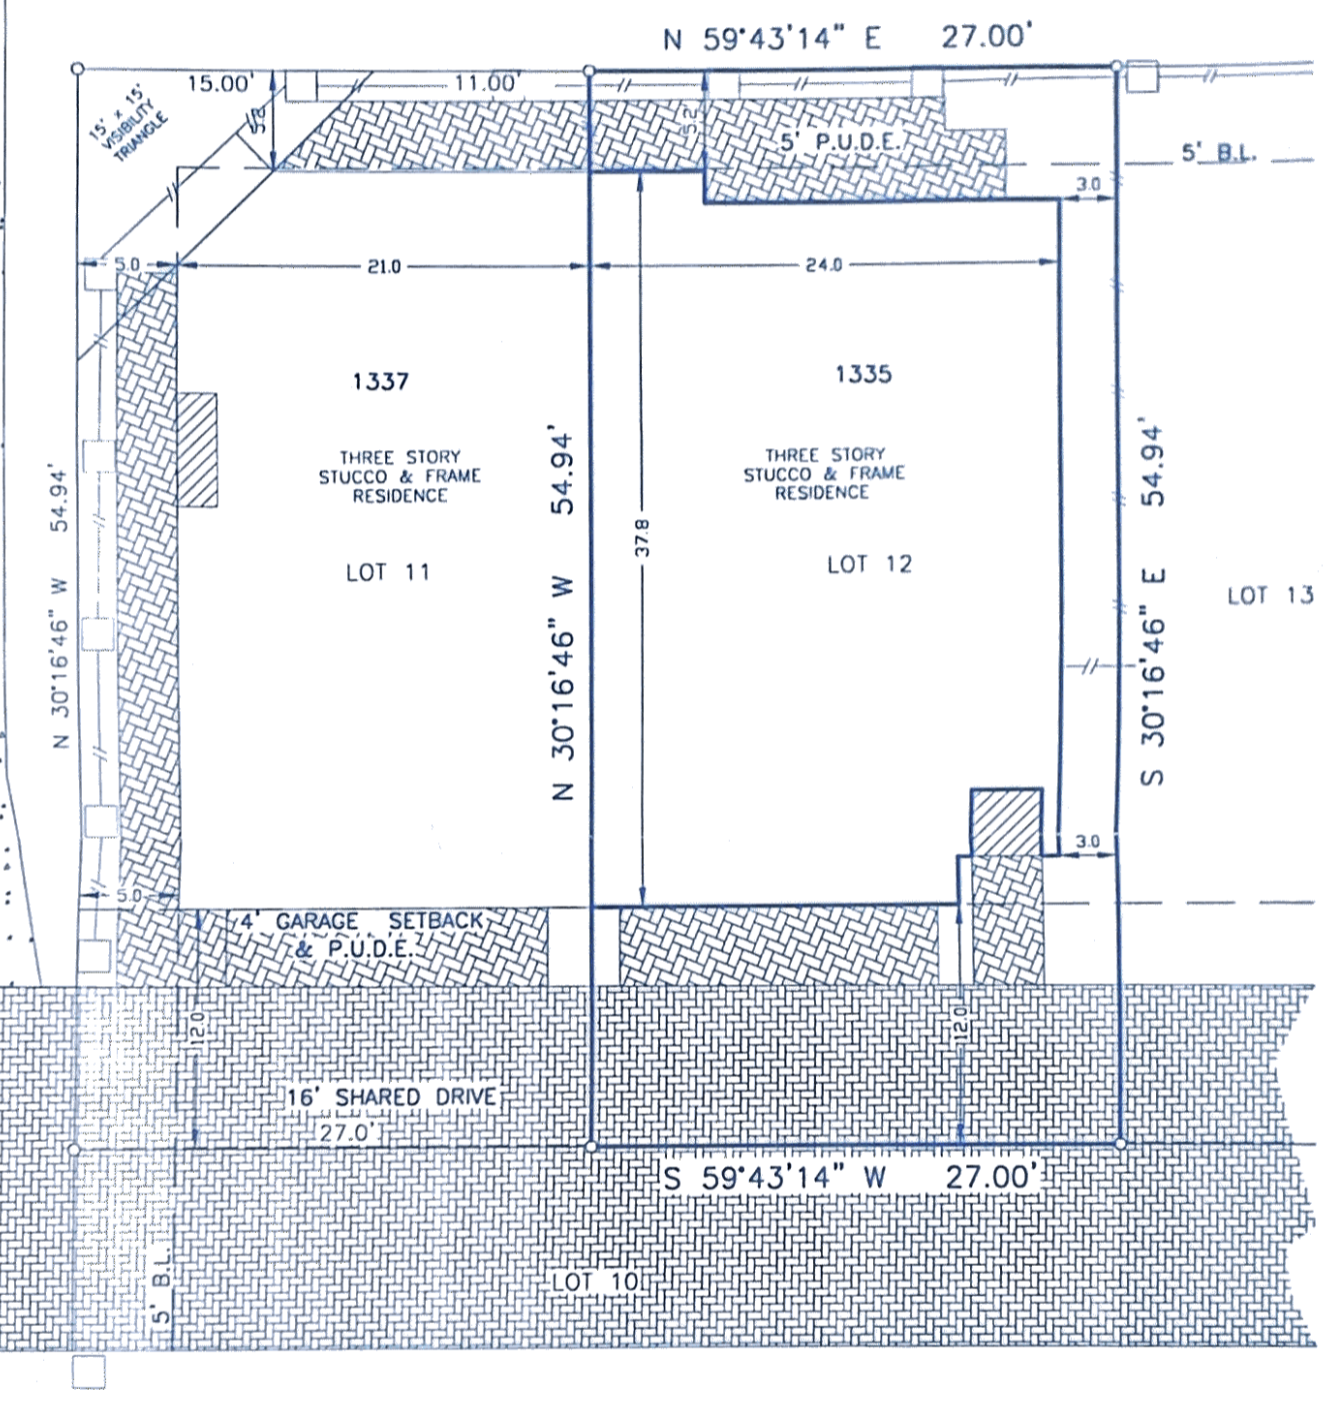 N 59°43'14" E 27.00'
15.00'
11.00'
15' x 15'
VISIBILITY
TRIANGLE
5.2
5.2
5' P.U.D.E.
5' B.L.
3.0
5.0
21.0
24.0
1337
1335
THREE STORY
STUCCO & FRAME
RESIDENCE
THREE STORY
STUCCO & FRAME
RESIDENCE
LOT 11
LOT 12
LOT 13
N 30°16'46" W 54.94'
N 30°16'46" W 54.94'
37.8
S 30°16'46" E 54.94'
3.0
5.0
4' GARAGE SETBACK
& P.U.D.E.
12.0
12.0
16' SHARED DRIVE
27.0'
S 59°43'14" W 27.00'
5' B.L.
LOT 10